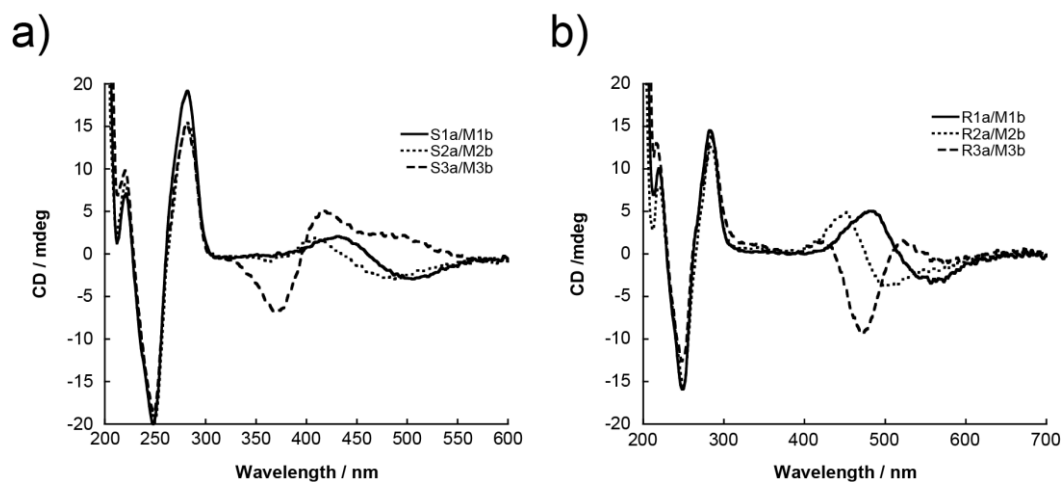 a)
20
15
10
5
0
-5
-10
-15
-20
CD / mdeg
S1a/M1b
S2a/M2b
S3a/M3b
200 250 300 350 400 450 500 550 600
Wavelength / nm
b)
20
15
10
5
0
-5
-10
-15
-20
CD /mdeg
R1a/M1b
R2a/M2b
R3a/M3b
200 300 400 500 600 700
Wavelength / nm